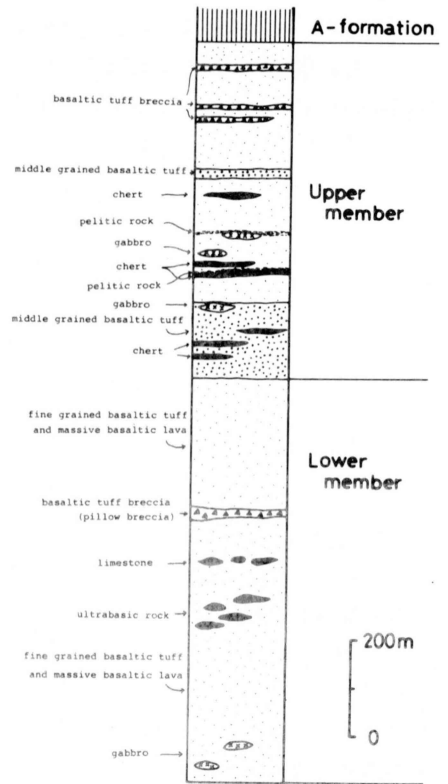 A-formation
basaltic tuff breccia
middle grained basaltic tuff
chert
Upper
member
pelitic rock
gabbro
chert
pelitic rock
gabbro
middle grained basaltic tuff
chert
fine grained basaltic tuff
and massive basaltic lava
Lower
member
basaltic tuff breccia
(pillow breccia)
limestone
ultrabasic rock
200m
fine grained basaltic tuff
and massive basaltic lava
0
gabbro